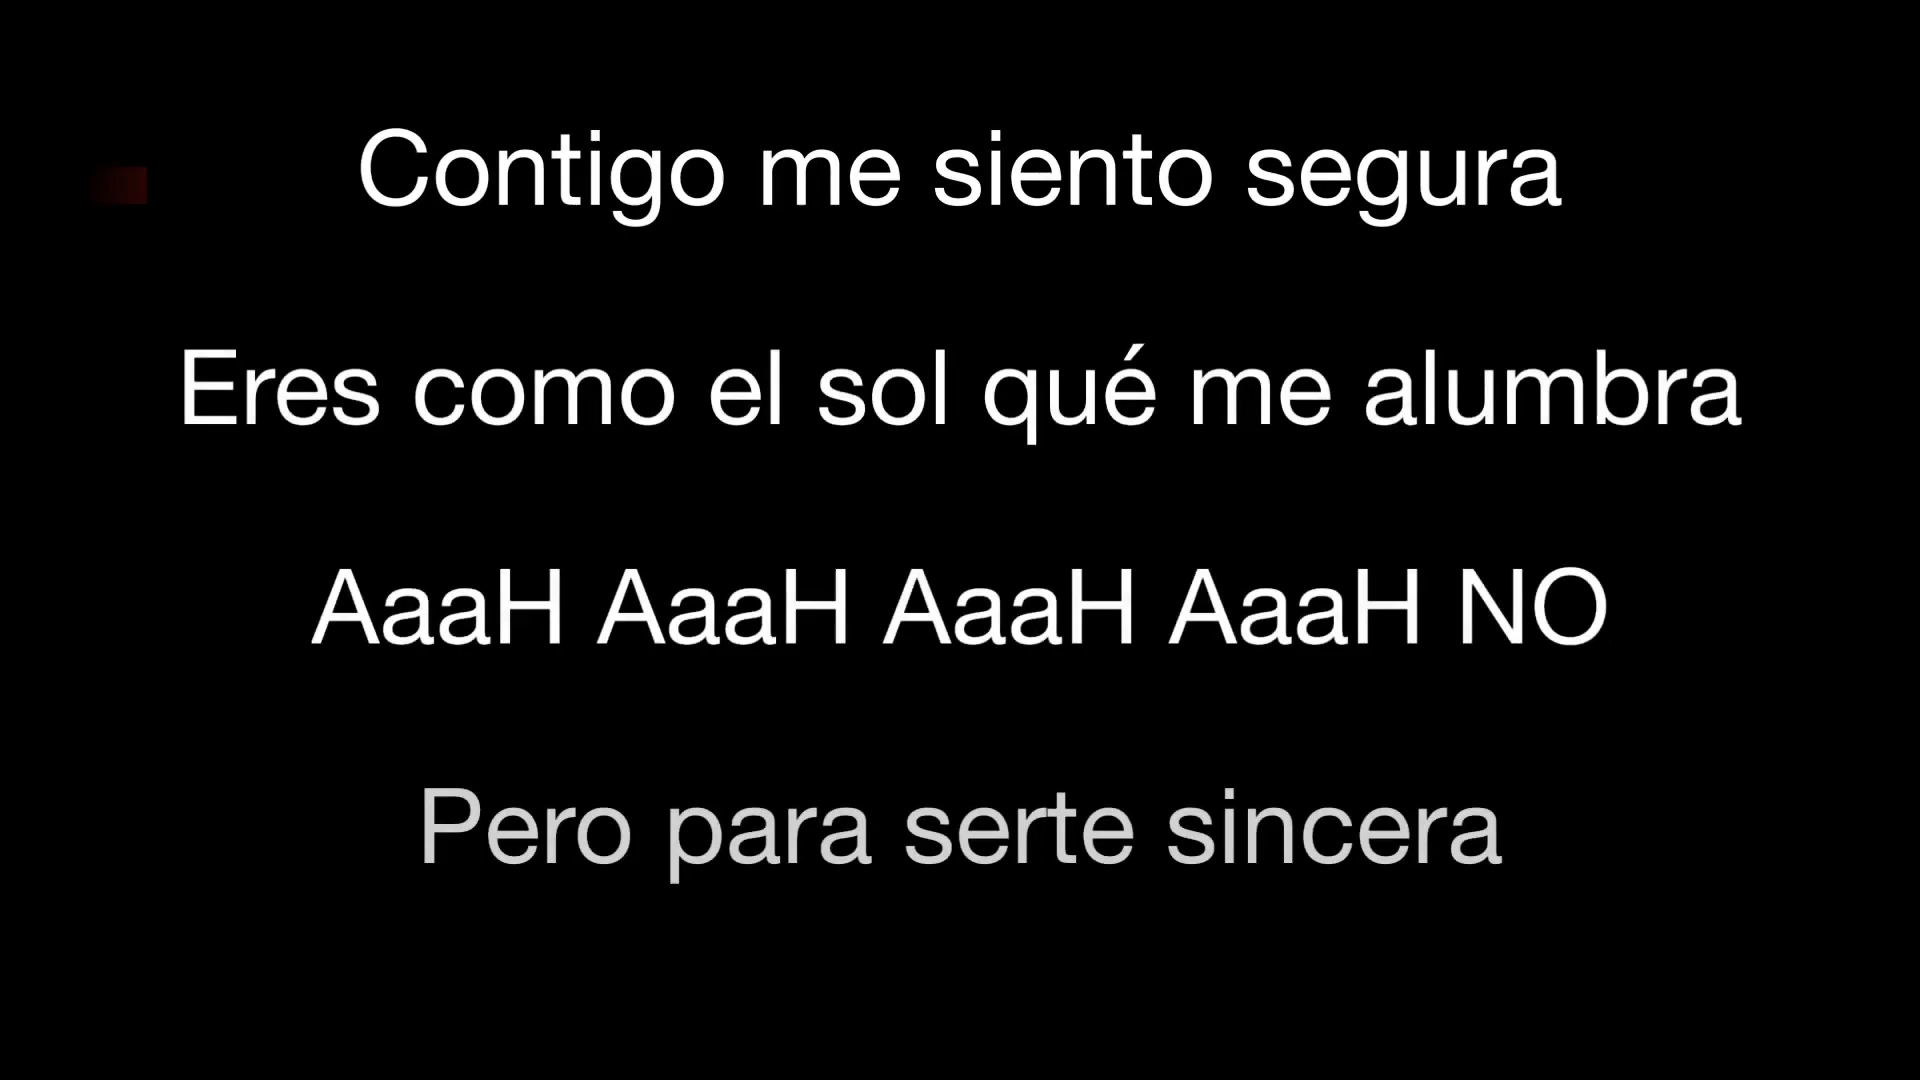 Contigo me siento segura
Eres como el sol qué me alumbra
AaaH AaaH AaaH AaaH NO
Pero para serte sincera